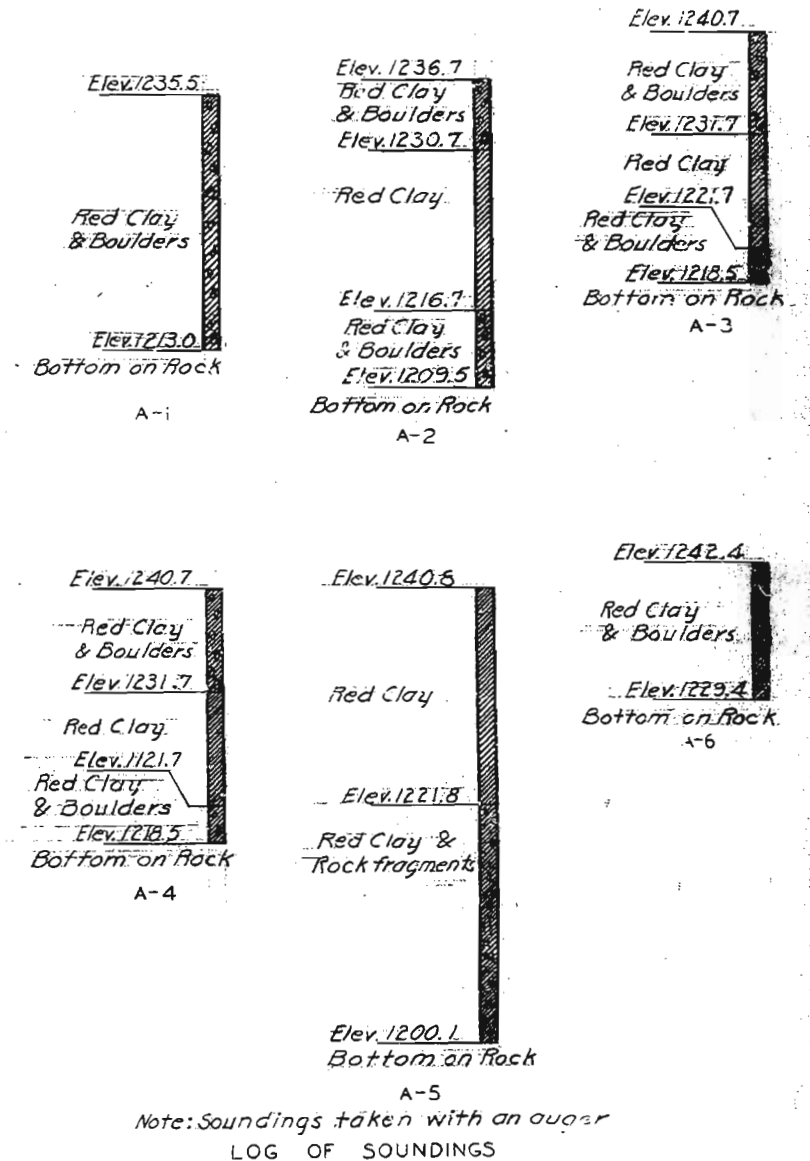 Elev. 1235.5
Red Clay
& Boulders
Elev. 1213.0
Bottom on Rock
A-1
Elev. 1236.7
Red Clay
& Boulders
Elev. 1230.7
Red Clay
Elev. 1216.7
Red Clay
& Boulders
Elev. 1209.5
Bottom on Rock
A-2
Elev. 1240.7
Red Clay
& Boulders
Elev. 1231.7
Red Clay
Elev. 1221.7
Red Clay
& Boulders
Elev. 1218.5
Bottom on Rock
A-3
Elev. 1240.7
Red Clay
& Boulders
Elev. 1231.7
Red Clay
Elev. 1121.7
Red Clay
& Boulders
Elev. 1218.5
Bottom on Rock
A-4
Elev. 1240.8
Red Clay
Elev. 1221.8
Red Clay &
Rock fragments
Elev. 1200.1
Bottom on Rock
A-5
Elev. 1242.4
Red Clay
& Boulders
Elev. 1229.4
Bottom on Rock
A-6
Note: Soundings taken with an auger
LOG OF SOUNDINGS